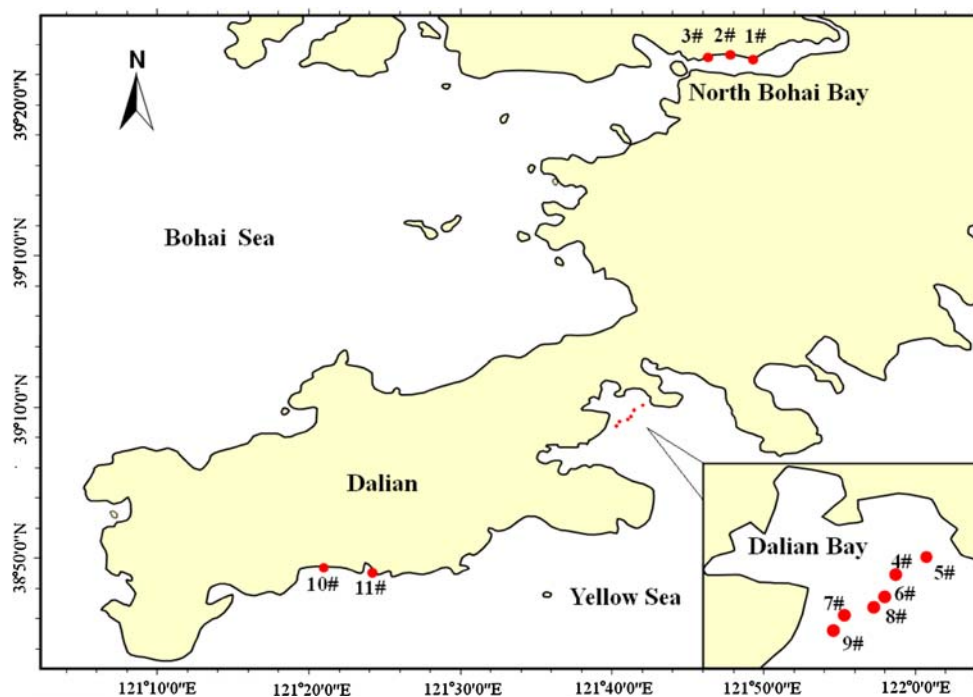 3# 2# 1#
N
North Bohai Bay
39°20'0"N
Bohai Sea
39°10'0"N
39°10'0"N
Dalian
Dalian Bay
4#
5#
38°50'0"N
10# 11#
Yellow Sea
6#
7#
8#
9#
121°10'0"E 121°20'0"E 121°30'0"E 121°40'0"E 121°50'0"E 122°0'0"E